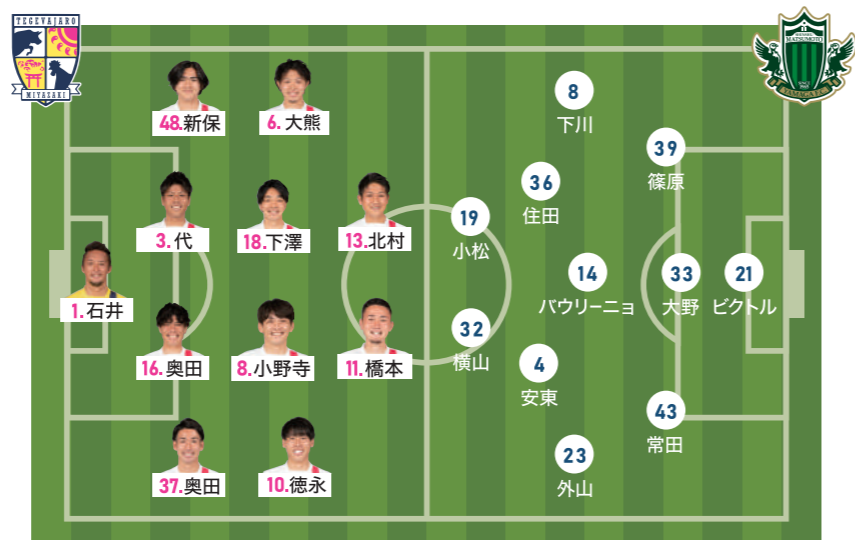 TEGEVAJARO
MIYAZAKI
MATSUMOTO
YAMAGA F.C.
48.新保
6.大熊
3.代
18.下澤
13.北村
1.石井
16.奥田
8.小野寺
11.橋本
37.奥田
10.徳永
8
下川
39
篠原
36
住田
19
小松
14
パウリーニョ
33
大野
21
ビクトル
32
横山
4
安東
43
常田
23
外山